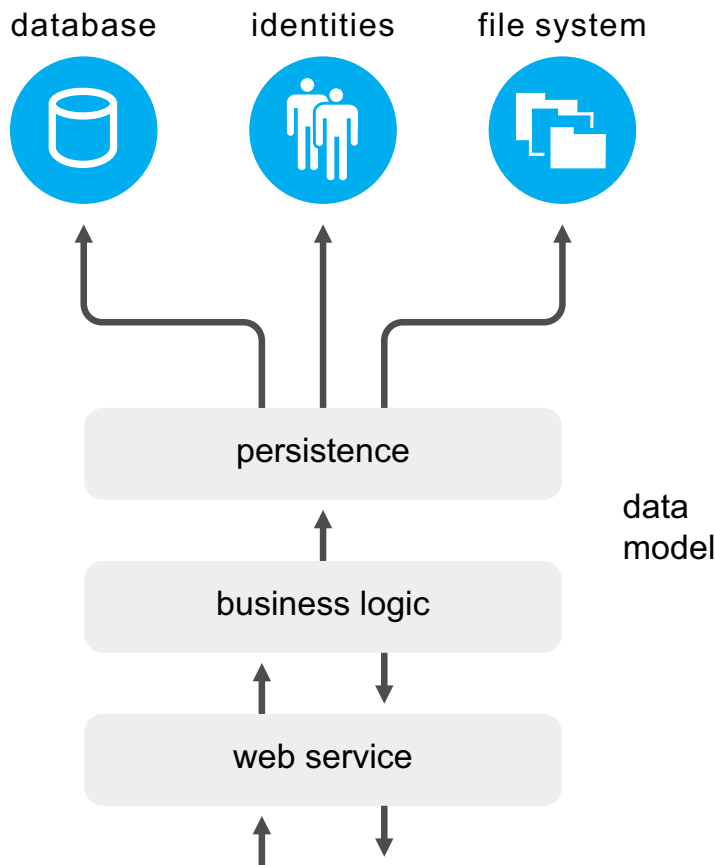 database
identities
file system
persistence
data
model
business logic
web service